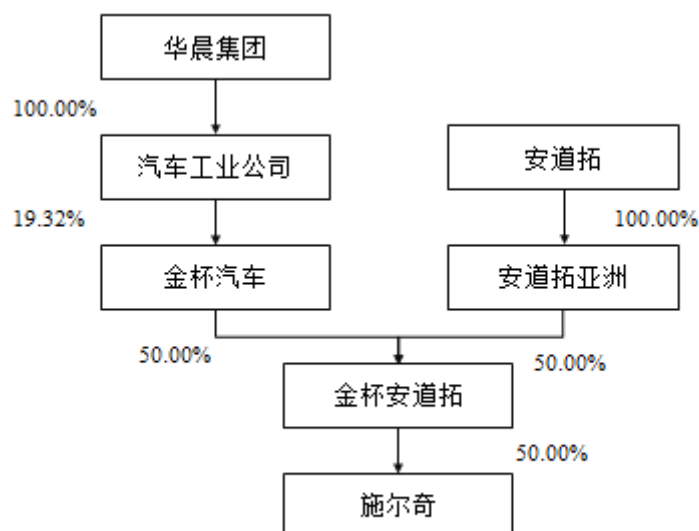 华晨集团
100.00%
汽车工业公司
安道拓
19.32%
100.00%
金杯汽车
安道拓亚洲
50.00%
50.00%
金杯安道拓
50.00%
施尔奇